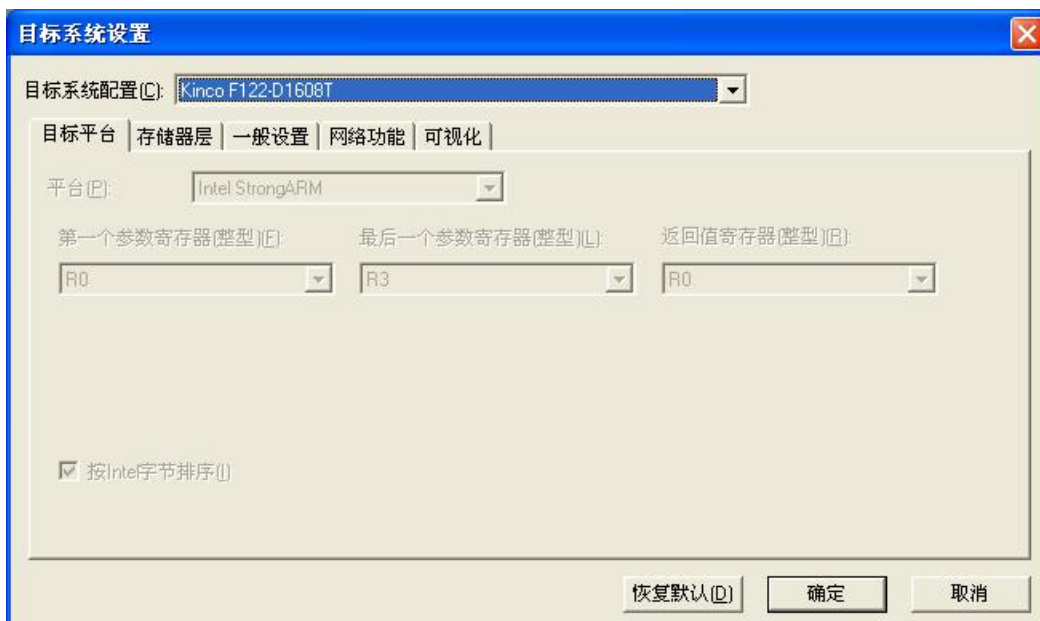 目标系统设置
目标系统配置(C): Kinco F122-D1608T
目标平台 存储器层 一般设置 网络功能 可视化
平台(P): Intel StrongARM
第一个参数寄存器(整型)(F): 最后一个参数寄存器(整型)(L): 返回值寄存器(整型)(R):
R0 R3 R0
按Intel字节排序(I)
恢复默认(D) 确定 取消